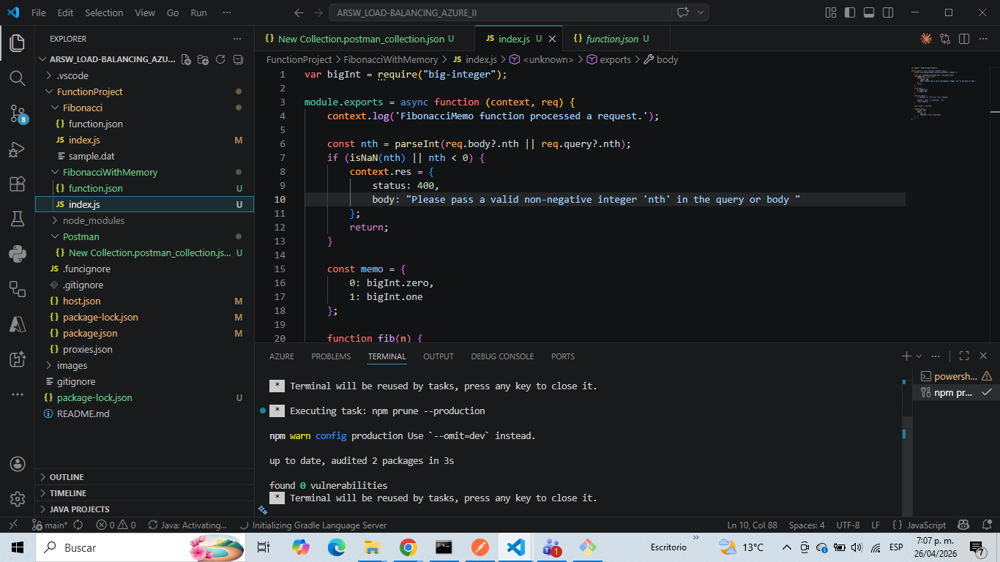 File Edit Selection View Go Run ···
ARSW_LOAD-BALANCING_AZURE_II
EXPLORER
ARSW_LOAD-BALANCING_AZU...
.vscode
FunctionProject
Fibonacci
{} function.json
JS index.js M
sample.dat
FibonacciWithMemory
{} function.json U
JS index.js U
node_modules
Postman
{} New Collection.postman_collection.js... U
JS .funcignore
.gitignore
{} host.json M
{} package-lock.json M
{} package.json M
{} proxies.json
images
gitignore
{} package-lock.json U
README.md
OUTLINE
TIMELINE
JAVA PROJECTS
8
{} New Collection.postman_collection.json U
JS index.js U
{} function.json U
FunctionProject > FibonacciWithMemory > JS index.js > <unknown> > exports > body
1 var bigInt = require("big-integer");
2
3 module.exports = async function (context, req) {
4 context.log('FibonacciMemo function processed a request.');
5
6 const nth = parseInt(req.body?.nth || req.query?.nth);
7 if (isNaN(nth) || nth < 0) {
8 context.res = {
9 status: 400,
10 body: "Please pass a valid non-negative integer 'nth' in the query or body "
11 };
12 return;
13 }
14
15 const memo = {
16 0: bigInt.zero,
17 1: bigInt.one
18 };
19
20 function fib(n) {
AZURE PROBLEMS TERMINAL OUTPUT DEBUG CONSOLE PORTS
* Terminal will be reused by tasks, press any key to close it.
* Executing task: npm prune --production
npm warn config production Use `--omit=dev` instead.
up to date, audited 2 packages in 3s
found 0 vulnerabilities
* Terminal will be reused by tasks, press any key to close it.
powersh...
npm pr...
main* 0 0 Java: Activating... Initializing Gradle Language Server
Ln 10, Col 88 Spaces: 4 UTF-8 LF {} JavaScript
Buscar
1
Escritorio
13°C
ESP
7:07 p. m.
26/04/2026
7